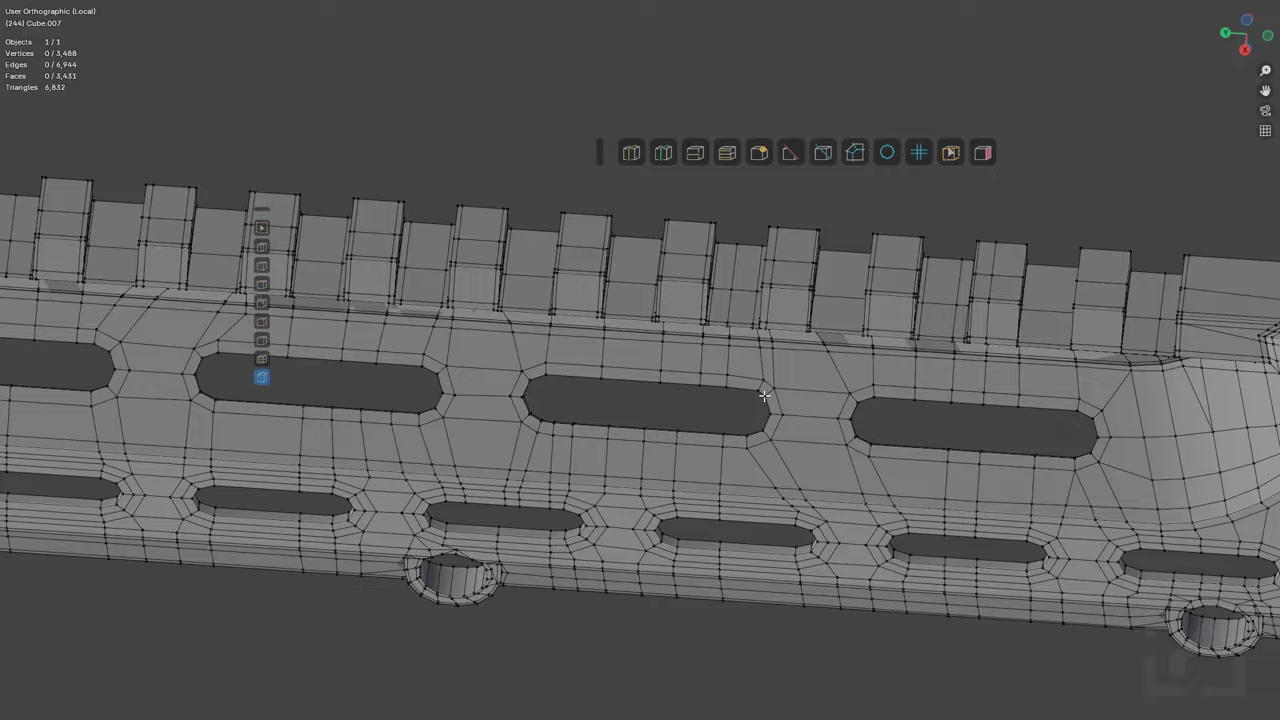 User Orthographic (Local)
(244) Cube.007
Objects 1 / 1
Vertices 0 / 3,488
Edges 0 / 6,944
Faces 0 / 3,431
Triangles 6,832
Y
X